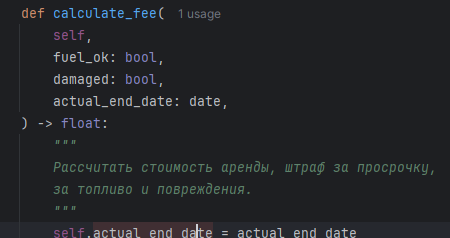 def calculate_fee( 1 usage
self,
fuel_ok: bool,
damaged: bool,
actual_end_date: date,
) -> float:
"""
Рассчитать стоимость аренды, штраф за просрочку,
за топливо и повреждения.
"""
self.actual_end_date = actual_end_date